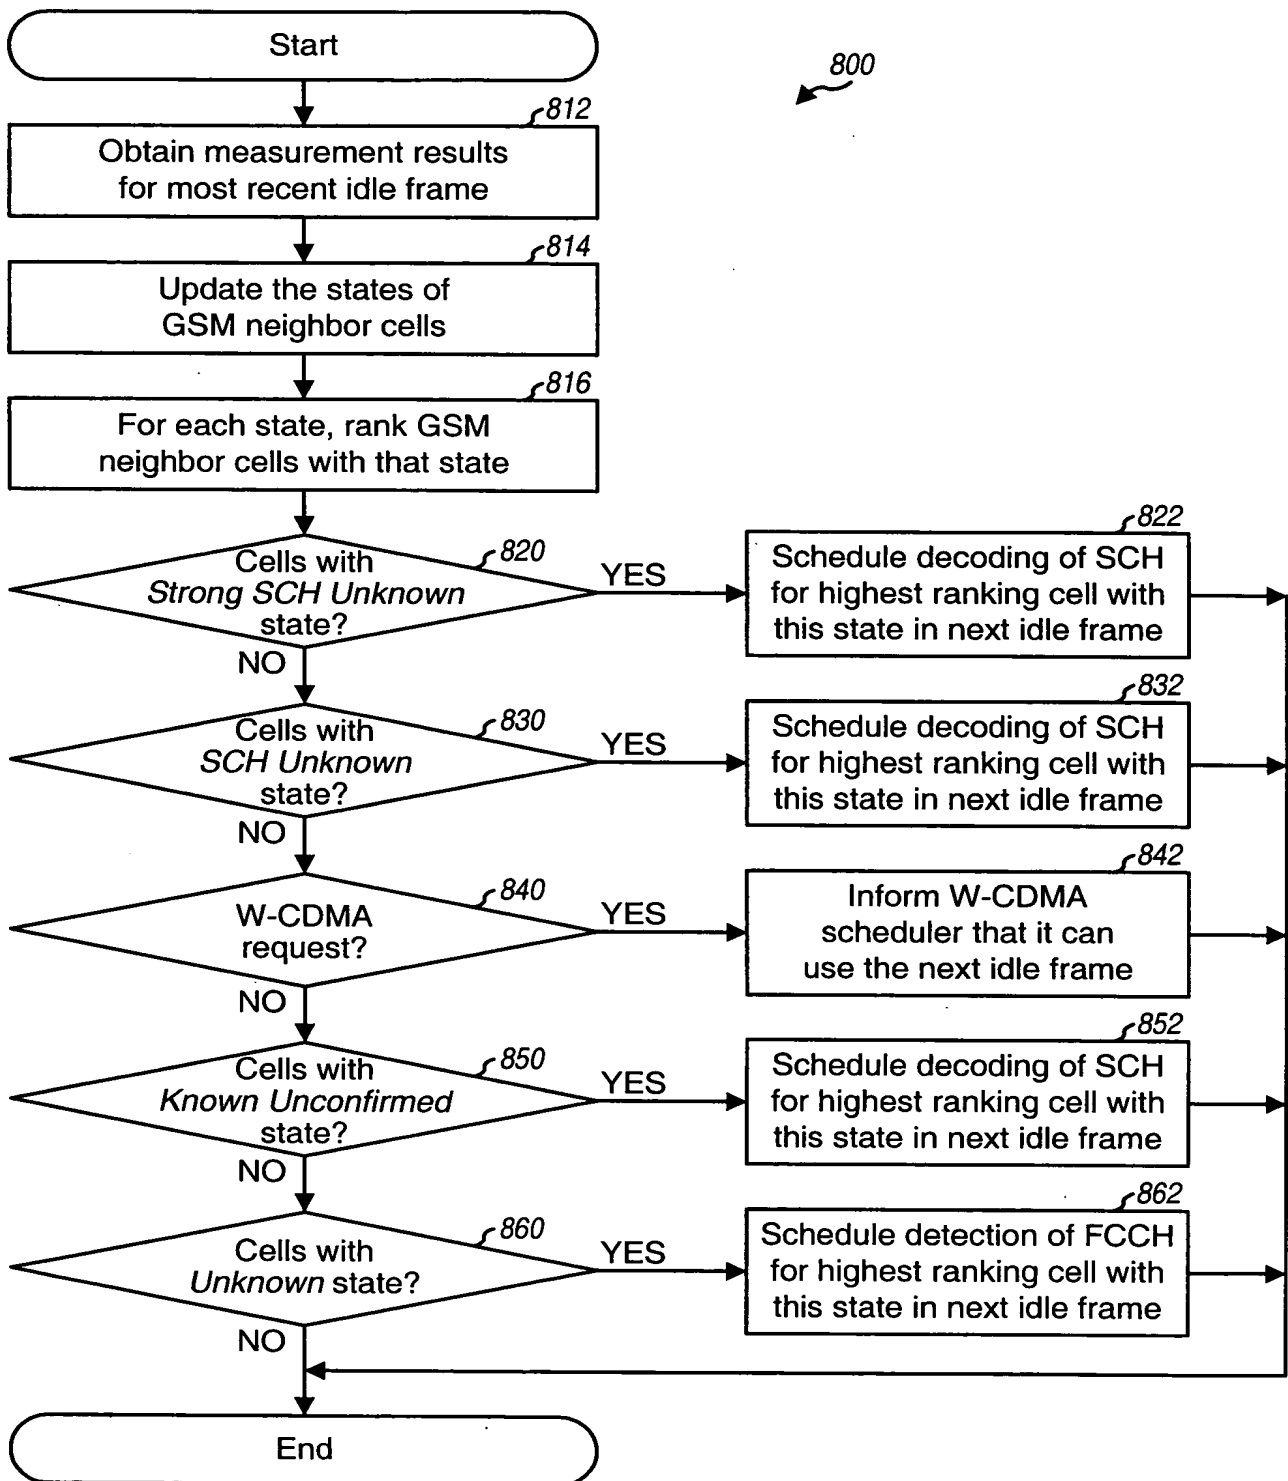 Start
800
812
Obtain measurement results
for most recent idle frame
814
Update the states of
GSM neighbor cells
816
For each state, rank GSM
neighbor cells with that state
820
Cells with
Strong SCH Unknown
state?
YES
NO
822
Schedule decoding of SCH
for highest ranking cell with
this state in next idle frame
830
Cells with
SCH Unknown
state?
YES
NO
832
Schedule decoding of SCH
for highest ranking cell with
this state in next idle frame
840
W-CDMA
request?
YES
NO
842
Inform W-CDMA
scheduler that it can
use the next idle frame
850
Cells with
Known Unconfirmed
state?
YES
NO
852
Schedule decoding of SCH
for highest ranking cell with
this state in next idle frame
860
Cells with
Unknown state?
YES
NO
862
Schedule detection of FCCH
for highest ranking cell with
this state in next idle frame
End